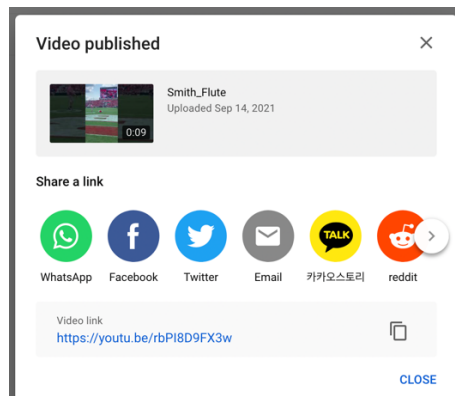 Video published
Smith_Flute
Uploaded Sep 14, 2021
0:09
Share a link
TALK
WhatsApp
Facebook
Twitter
Email
카카오스토리
reddit
Video link
https://youtu.be/rbPI8D9FX3w
CLOSE